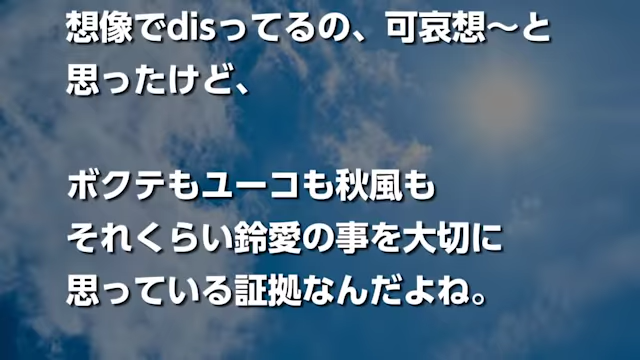 想像でdisってるの、可哀想～と
思ったけど、
ボクテもユーコも秋風も
それくらい鈴愛の事を大切に
思っている証拠なんだよね。